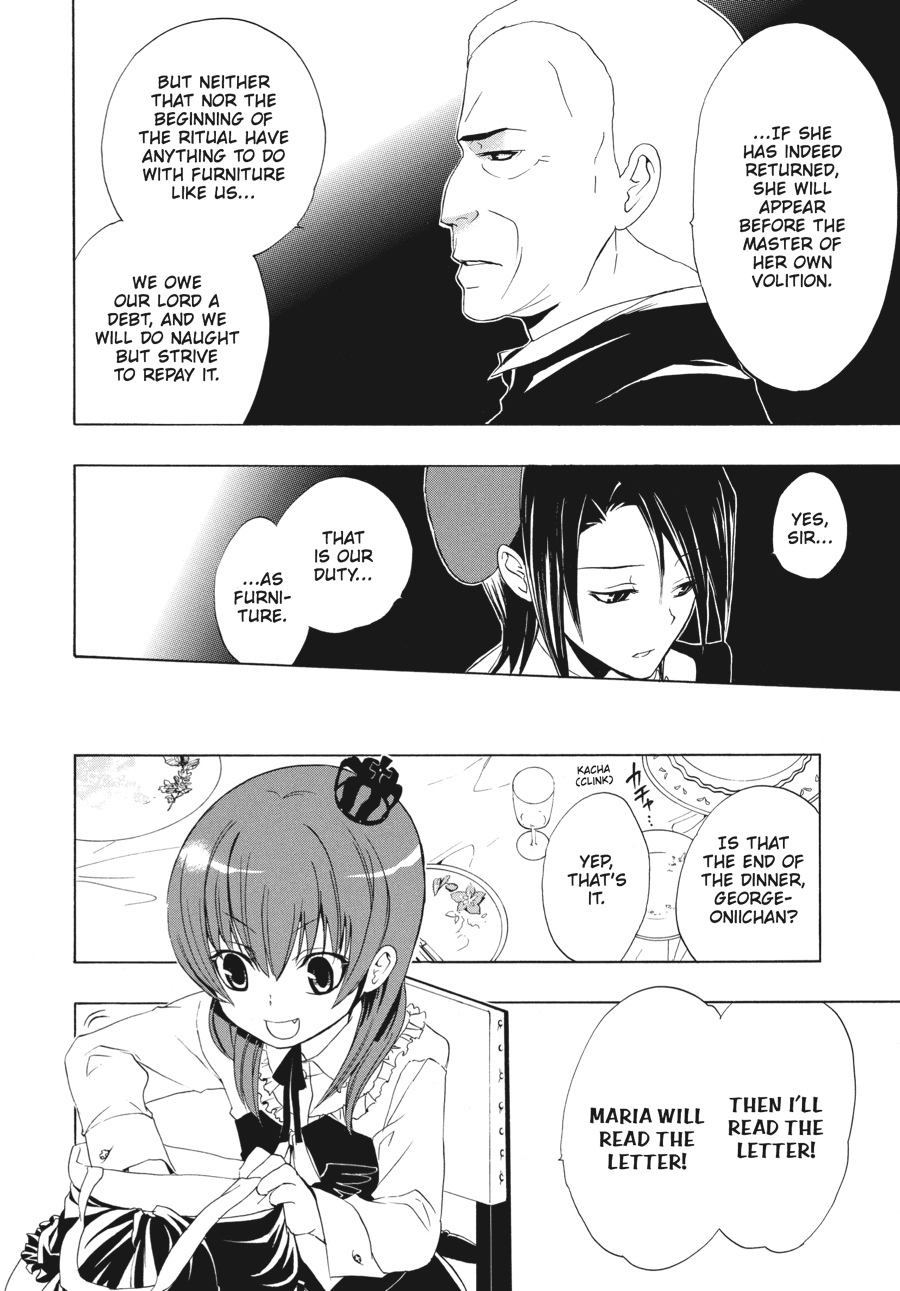 ...IF SHE
HAS INDEED
RETURNED,
SHE WILL
APPEAR
BEFORE THE
MASTER OF
HER OWN
VOLITION.
BUT NEITHER
THAT NOR THE
BEGINNING OF
THE RITUAL HAVE
ANYTHING TO DO
WITH FURNITURE
LIKE US...
WE OWE
OUR LORD A
DEBT, AND WE
WILL DO NAUGHT
BUT STRIVE
TO REPAY IT.
YES,
SIR...
THAT
IS OUR
DUTY...
...AS
FURNI-
TURE.
IS THAT
THE END OF
THE DINNER,
GEORGE-
ONIICHAN?
カチャ...
KACHA
(CLINK)
YEP,
THAT'S
IT.
THEN I'LL
READ THE
LETTER!
MARIA WILL
READ THE
LETTER!